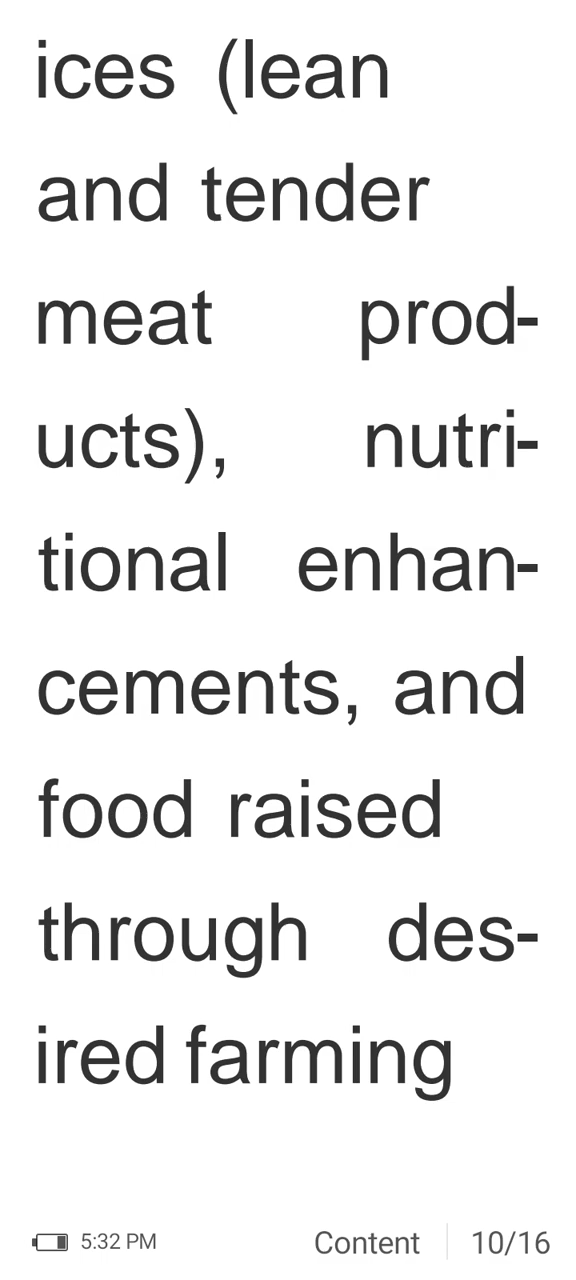 ices (lean
and tender
meat prod-
ucts), nutri-
tional enhan-
cements, and
food raised
through des-
ired farming
5:32 PM Content 10/16